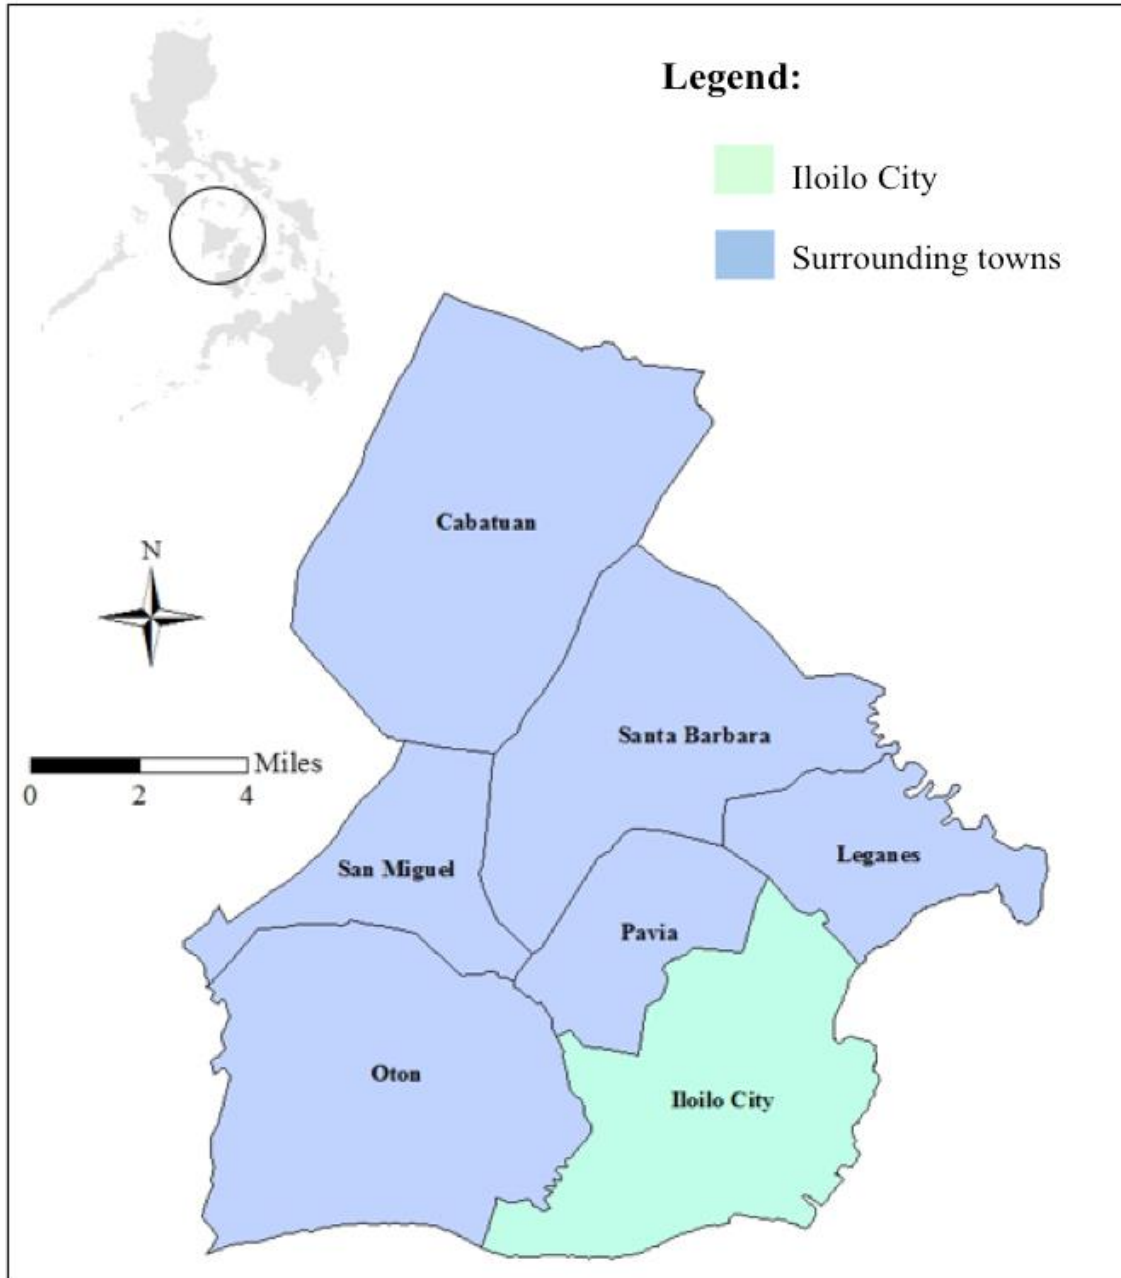 Legend:
Iloilo City
Surrounding towns
Cabatuan
N
Santa Barbara
Miles
0 2 4
San Miguel
Leganes
Pavia
Oton
Iloilo City